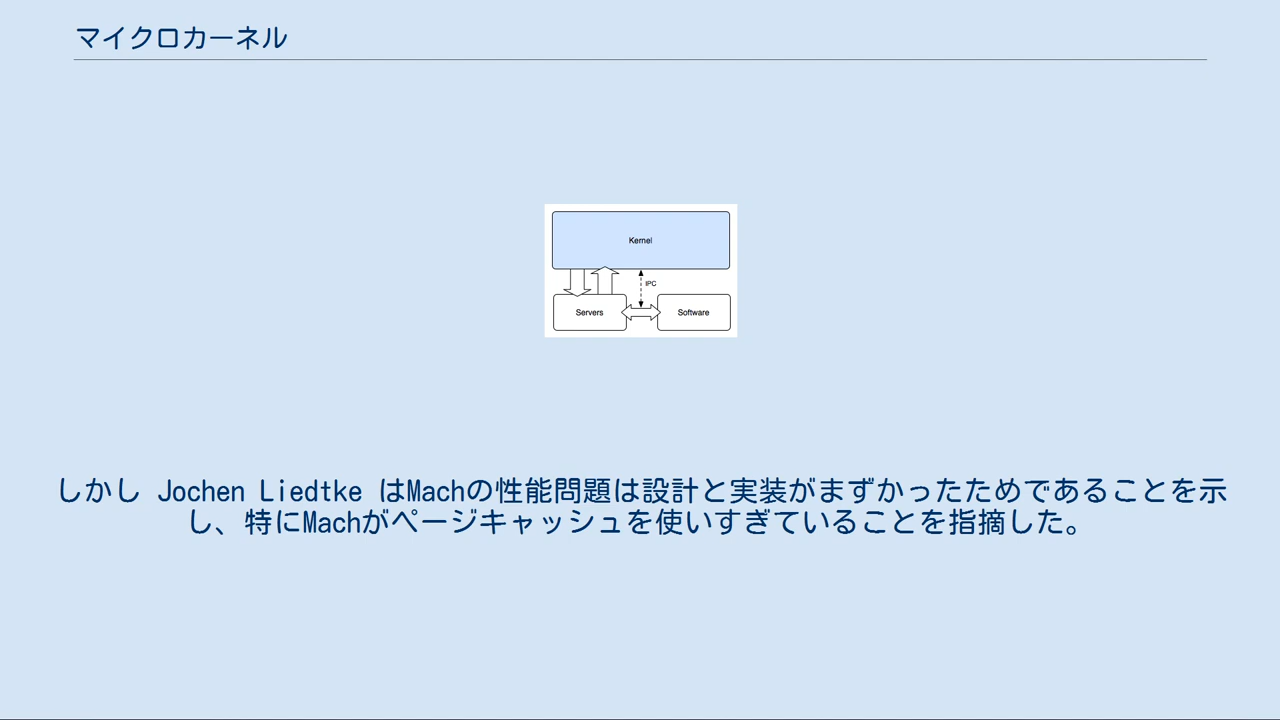 マイクロカーネル
Kernel
IPC
Servers
Software
しかし Jochen Liedtke はMachの性能問題は設計と実装がまずかったためであることを示
し、特にMachがページキャッシュを使いすぎていることを指摘した。